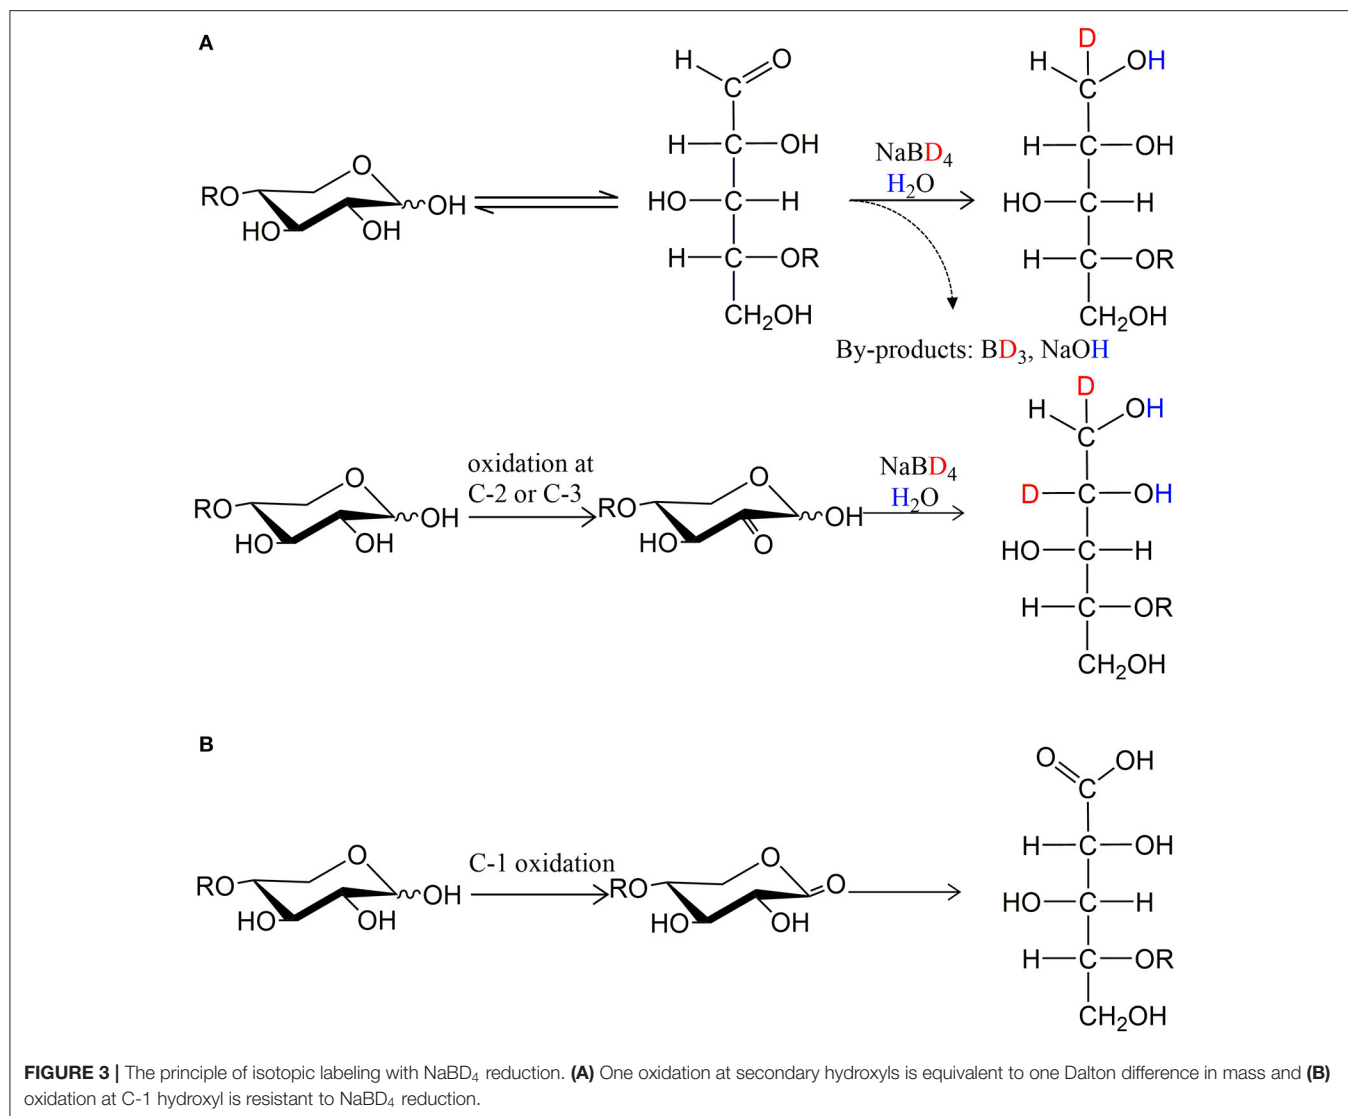 A
H O
C
H C OH
HO C H
H C OR
CH₂OH
RO O OH
HO OH
NaBD₄
H₂O
D
H OH
C
H C OH
HO C H
H C OR
CH₂OH
By-products: BD₃, NaOH
RO O OH
HO OH
oxidation at
C-2 or C-3
RO O OH
HO O
NaBD₄
H₂O
D
H OH
C
D C OH
HO C H
H C OR
CH₂OH
B
RO O OH
HO OH
C-1 oxidation
RO O O
HO OH
O OH
C
H C OH
HO C H
H C OR
CH₂OH
FIGURE 3 | The principle of isotopic labeling with NaBD₄ reduction. (A) One oxidation at secondary hydroxyls is equivalent to one Dalton difference in mass and (B)
oxidation at C-1 hydroxyl is resistant to NaBD₄ reduction.